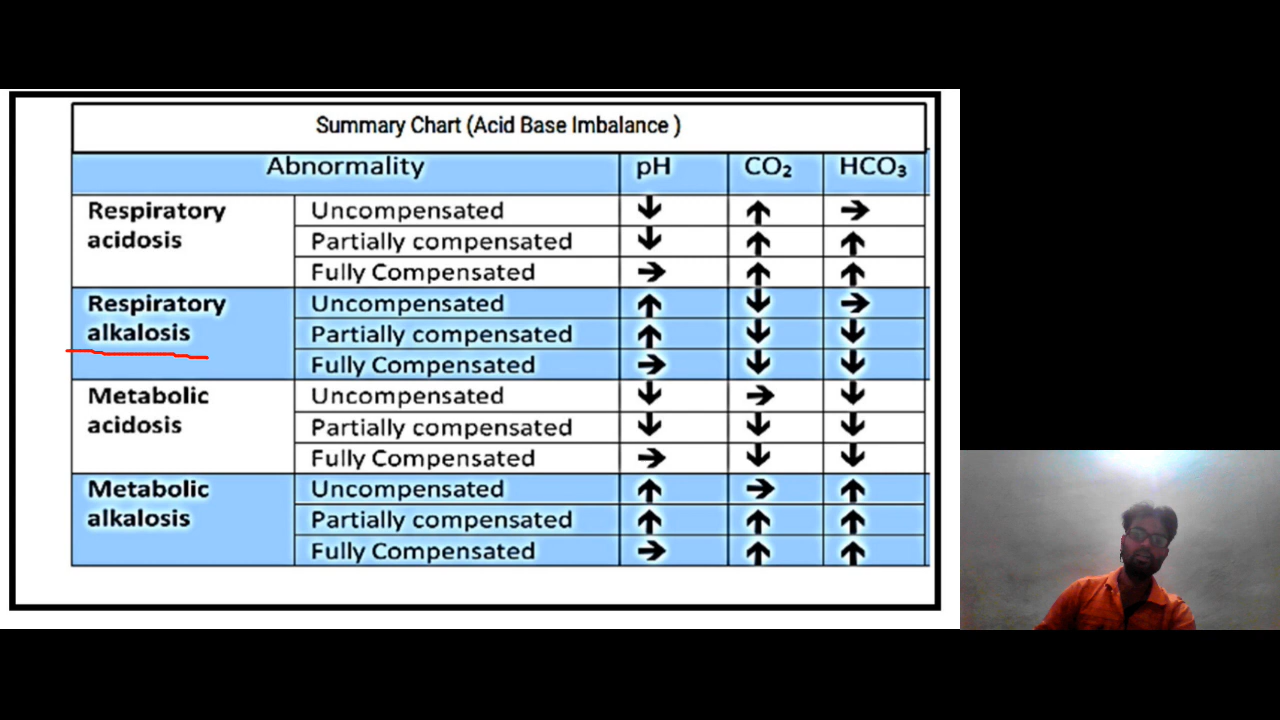 Summary Chart (Acid Base Imbalance )
Abnormality pH CO₂ HCO₃
Respiratory acidosis Uncompensated ↓ ↑ →
Partially compensated ↓ ↑ ↑
Fully Compensated → ↑ ↑
Respiratory alkalosis Uncompensated ↑ ↓ →
Partially compensated ↑ ↓ ↓
Fully Compensated → ↓ ↓
Metabolic acidosis Uncompensated ↓ → ↓
Partially compensated ↓ ↓ ↓
Fully Compensated → ↓ ↓
Metabolic alkalosis Uncompensated ↑ → ↑
Partially compensated ↑ ↑ ↑
Fully Compensated → ↑ ↑